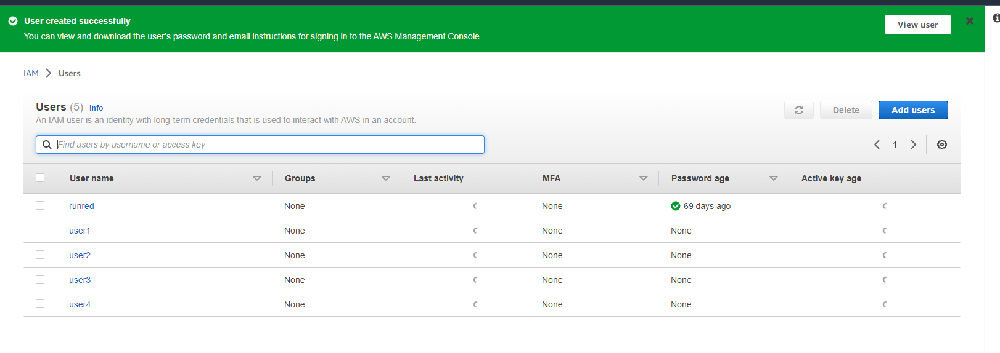 User created successfully
View user
You can view and download the user's password and email instructions for signing in to the AWS Management Console.
IAM > Users
Users (5) Info
Delete
Add users
An IAM user is an identity with long-term credentials that is used to interact with AWS in an account.
Find users by username or access key
1
User name Groups Last activity MFA Password age Active key age
runred None None 69 days ago
user1 None None None
user2 None None None
user3 None None None
user4 None None None